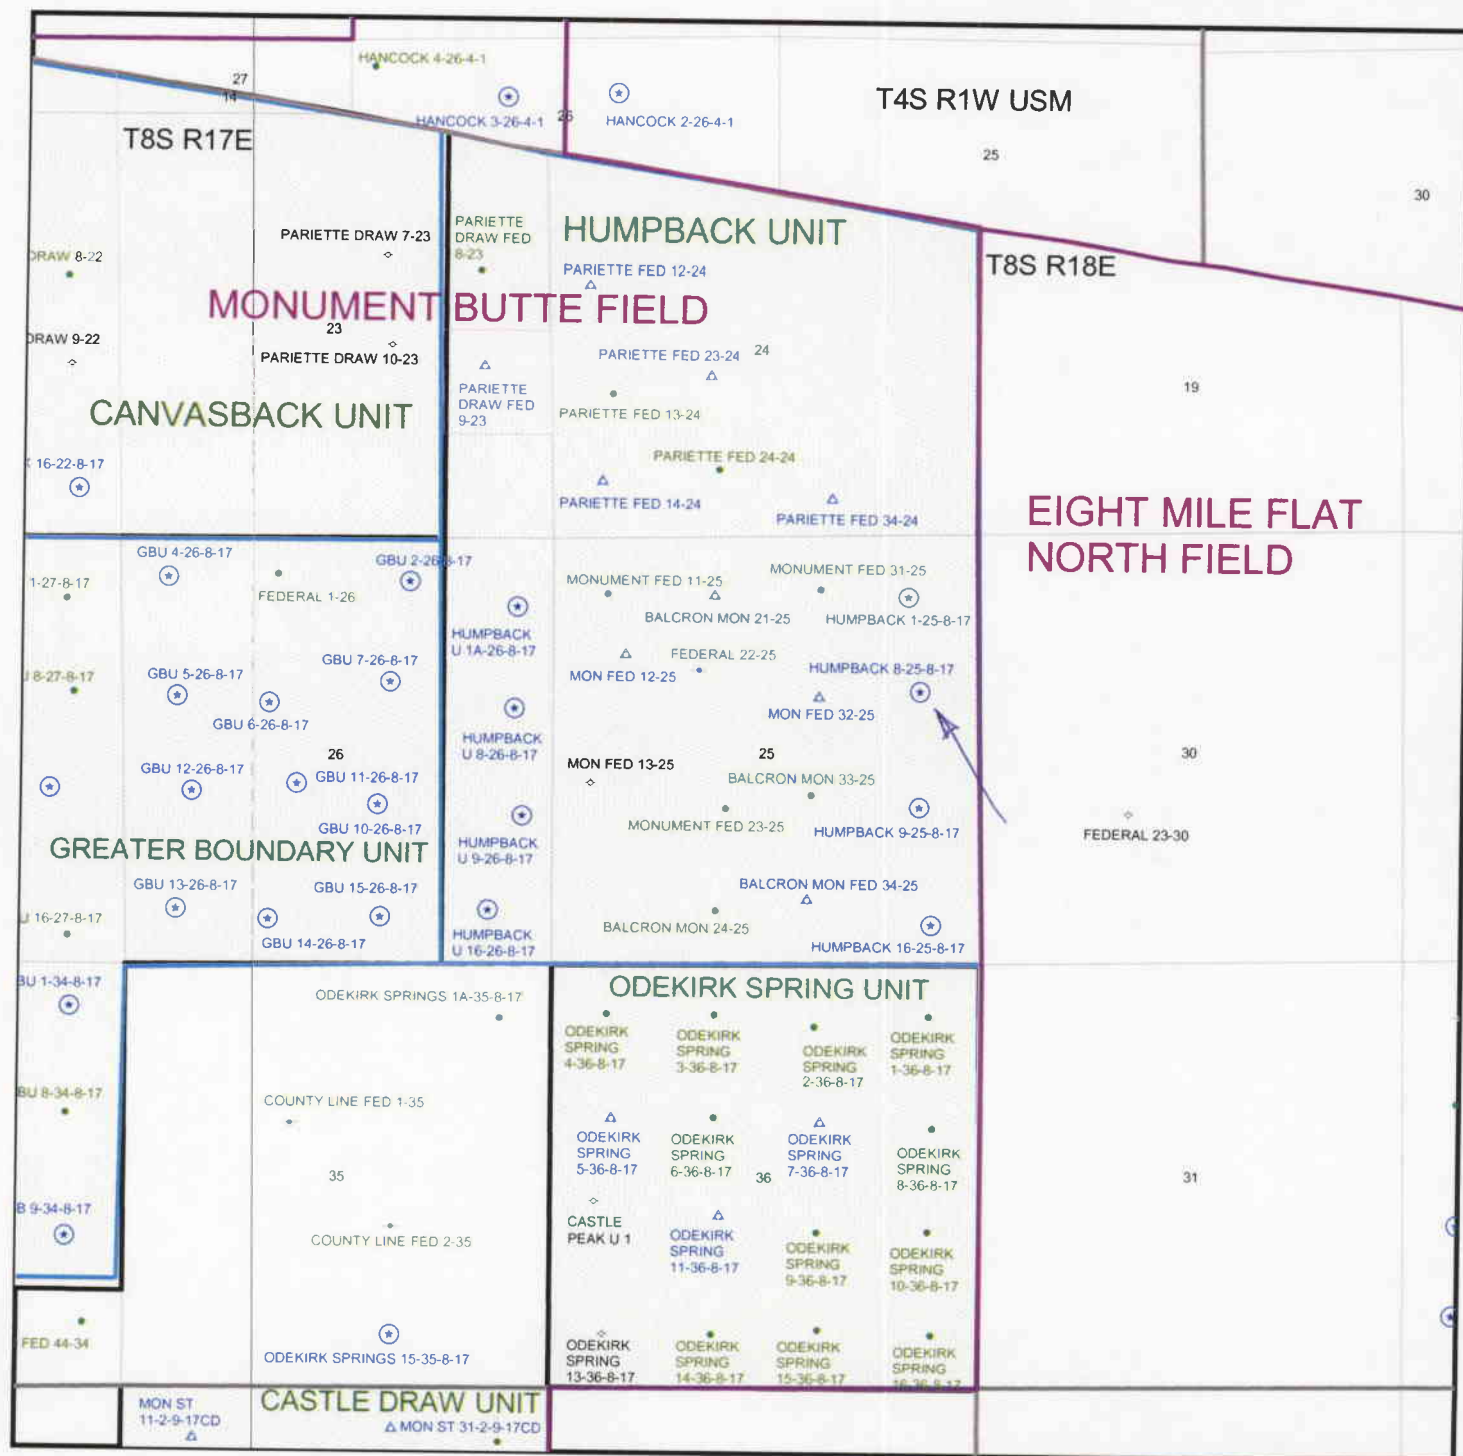 HANCOCK 4-26-4-1
27
14
HANCOCK 3-26-4-1
26
HANCOCK 2-26-4-1
T4S R1W USM
25
30
T8S R17E
PARIETTE DRAW 7-23
PARIETTE
DRAW FED
8-23
HUMPBACK UNIT
PARIETTE FED 12-24
T8S R18E
DRAW 8-22
MONUMENT BUTTE FIELD
23
DRAW 9-22
PARIETTE DRAW 10-23
PARIETTE FED 23-24
24
PARIETTE
DRAW FED
9-23
PARIETTE FED 13-24
19
CANVASBACK UNIT
PARIETTE FED 24-24
16-22-8-17
PARIETTE FED 14-24
PARIETTE FED 34-24
EIGHT MILE FLAT
NORTH FIELD
GBU 4-26-8-17
GBU 2-26-8-17
1-27-8-17
FEDERAL 1-26
MONUMENT FED 11-25
MONUMENT FED 31-25
BALCRON MON 21-25
HUMPBACK 1-25-8-17
HUMPBACK
U 1A-26-8-17
GBU 7-26-8-17
FEDERAL 22-25
HUMPBACK 8-25-8-17
U 8-27-8-17
GBU 5-26-8-17
MON FED 12-25
GBU 6-26-8-17
MON FED 32-25
HUMPBACK
U 8-26-8-17
26
25
30
MON FED 13-25
GBU 12-26-8-17
GBU 11-26-8-17
BALCRON MON 33-25
GBU 10-26-8-17
MONUMENT FED 23-25
HUMPBACK 9-25-8-17
FEDERAL 23-30
HUMPBACK
U 9-26-8-17
GREATER BOUNDARY UNIT
GBU 13-26-8-17
GBU 15-26-8-17
BALCRON MON FED 34-25
U 16-27-8-17
GBU 14-26-8-17
HUMPBACK
U 16-26-8-17
BALCRON MON 24-25
HUMPBACK 16-25-8-17
BU 1-34-8-17
ODEKIRK SPRINGS 1A-35-8-17
ODEKIRK SPRING UNIT
ODEKIRK
SPRING
4-36-8-17
ODEKIRK
SPRING
3-36-8-17
ODEKIRK
SPRING
2-36-8-17
ODEKIRK
SPRING
1-36-8-17
BU 8-34-8-17
COUNTY LINE FED 1-35
ODEKIRK
SPRING
5-36-8-17
ODEKIRK
SPRING
6-36-8-17
36
ODEKIRK
SPRING
7-36-8-17
ODEKIRK
SPRING
8-36-8-17
35
31
B 9-34-8-17
COUNTY LINE FED 2-35
CASTLE
PEAK U 1
ODEKIRK
SPRING
11-36-8-17
ODEKIRK
SPRING
9-36-8-17
ODEKIRK
SPRING
10-36-8-17
FED 44-34
ODEKIRK SPRINGS 15-35-8-17
ODEKIRK
SPRING
13-36-8-17
ODEKIRK
SPRING
14-36-8-17
ODEKIRK
SPRING
15-36-8-17
ODEKIRK
SPRING
16-36-8-17
MON ST
11-2-9-17CD
CASTLE DRAW UNIT
MON ST 31-2-9-17CD